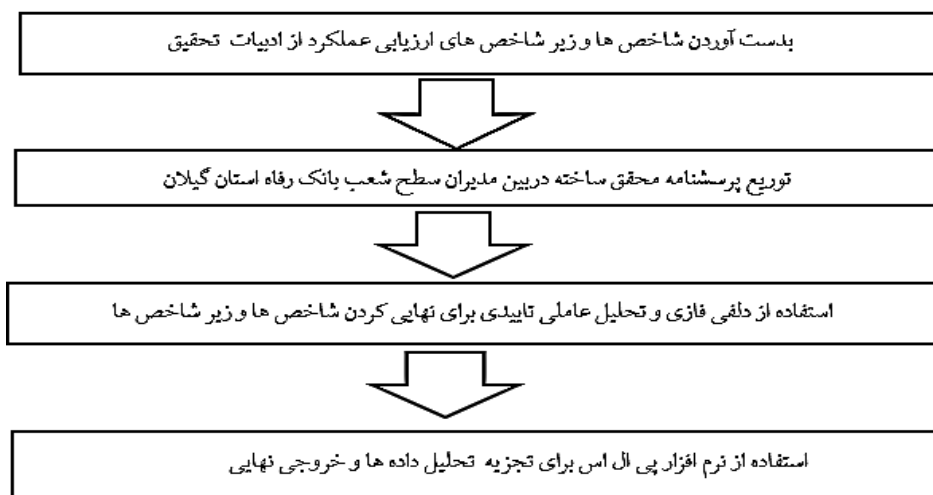 بدست آوردن شاخص ها و زیر شاخص های ارزیابی عملکرد از ادبیات تحقیق
توزیع پرسشنامه محقق ساخته دربین مدیران سطح شعب بانک رفاه استان گیلان
استفاده از دلفی فازی و تحلیل عاملی تاییدی برای نهایی کردن شاخص ها و زیر شاخص ها
استفاده از نرم افزار پی ال اس برای تجزیه تحلیل داده ها و خروجی نهایی